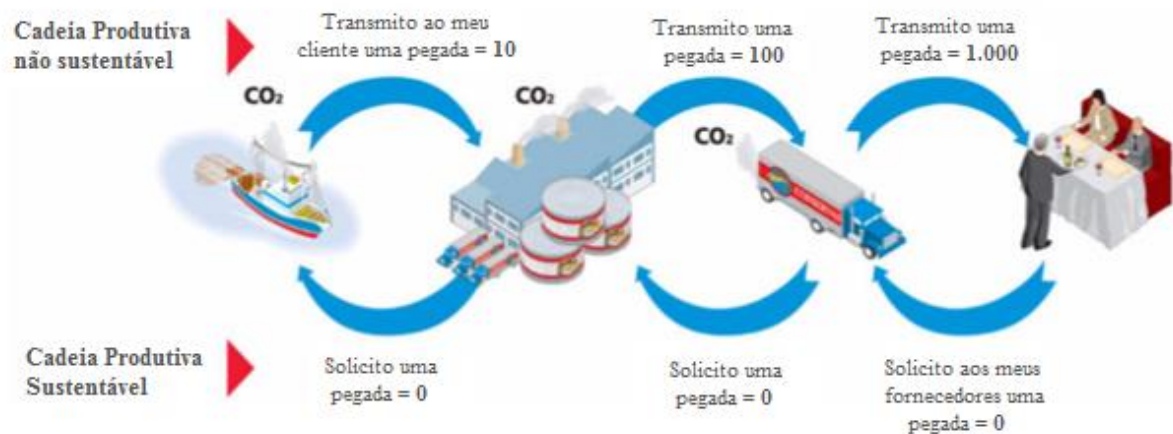 Cadeia Produtiva
não sustentável
Transmito ao meu
cliente uma pegada = 10
Transmito uma
pegada = 100
Transmito uma
pegada = 1.000
CO₂
CO₂
CO₂
Cadeia Produtiva
Sustentável
Solicito uma
pegada = 0
Solicito uma
pegada = 0
Solicito aos meus
fornecedores uma
pegada = 0